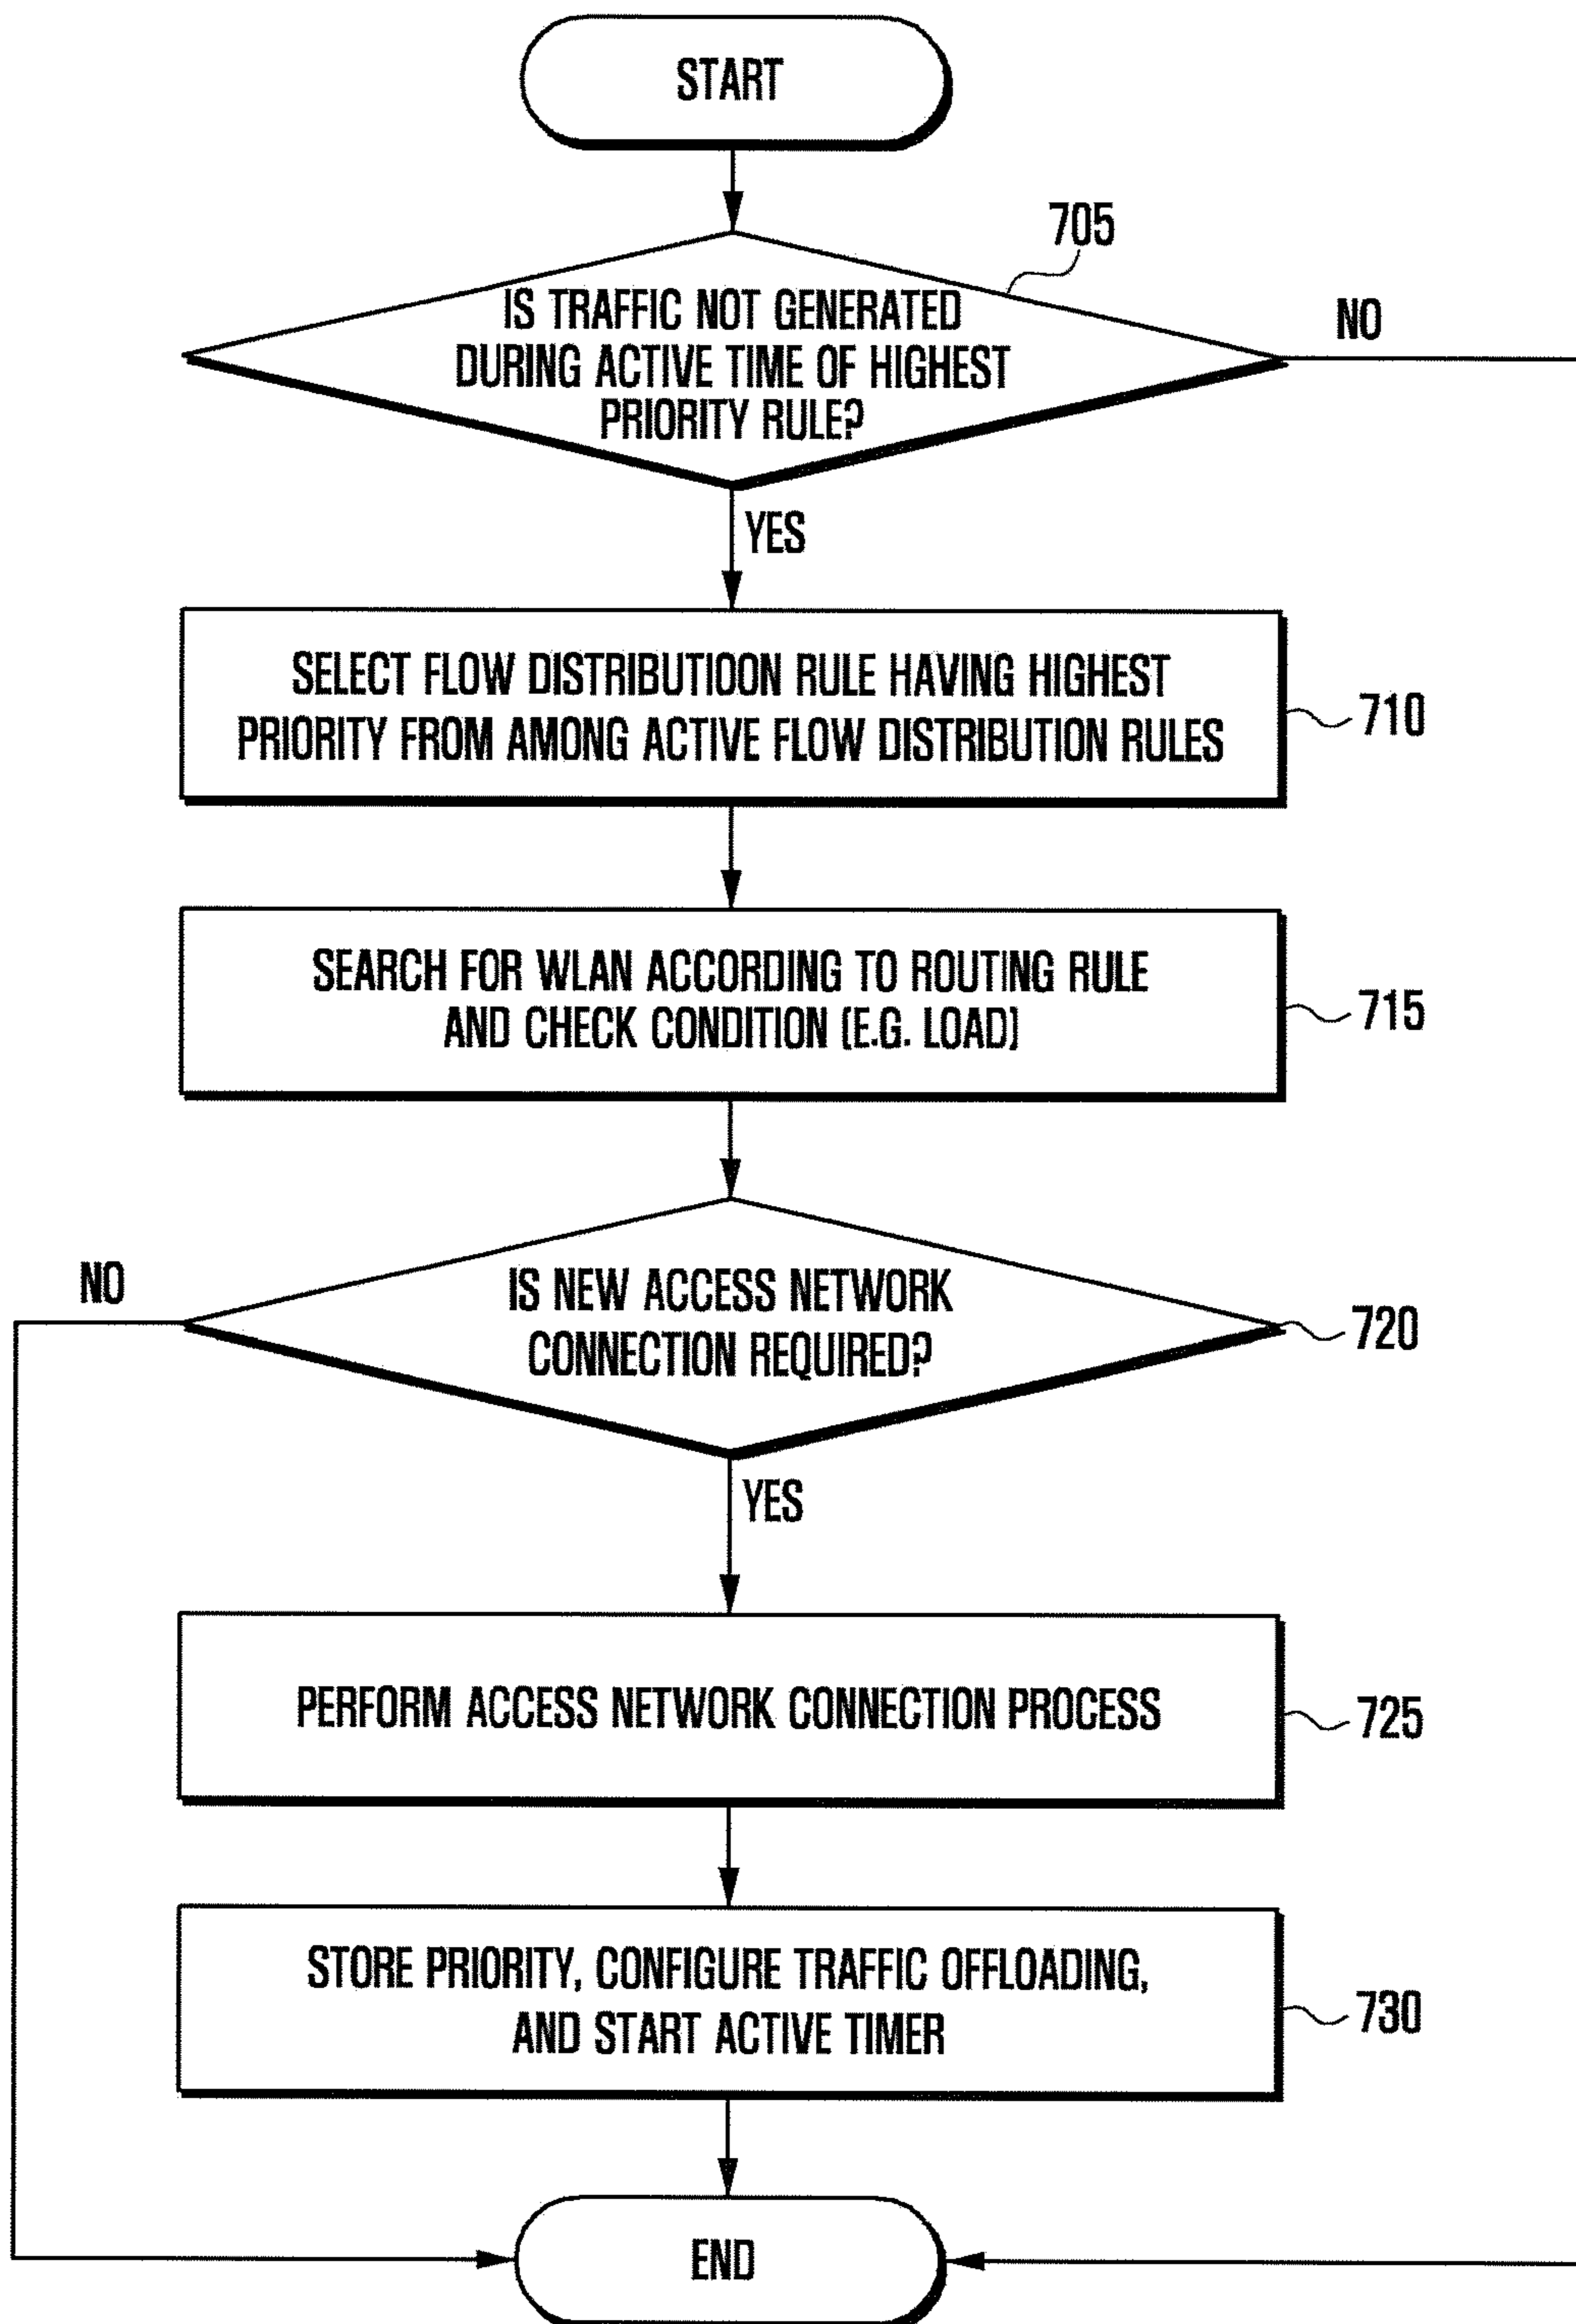 START
705
NO
IS TRAFFIC NOT GENERATED
DURING ACTIVE TIME OF HIGHEST
PRIORITY RULE?
YES
SELECT FLOW DISTRIBUTIOON RULE HAVING HIGHEST
PRIORITY FROM AMONG ACTIVE FLOW DISTRIBUTION RULES
710
SEARCH FOR WLAN ACCORDING TO ROUTING RULE
AND CHECK CONDITION (E.G. LOAD)
715
NO
IS NEW ACCESS NETWORK
CONNECTION REQUIRED?
720
YES
PERFORM ACCESS NETWORK CONNECTION PROCESS
725
STORE PRIORITY, CONFIGURE TRAFFIC OFFLOADING,
AND START ACTIVE TIMER
730
END